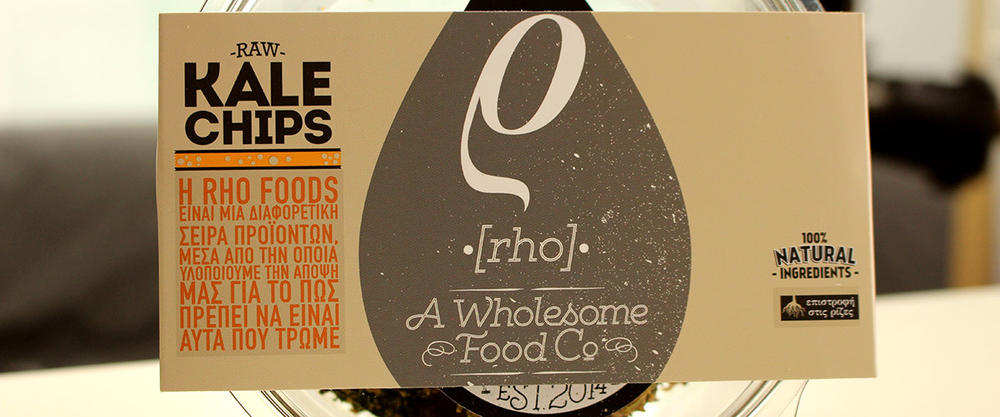 -RAW-
KALE
CHIPS
Η RHO FOODS
ΕΙΝΑΙ ΜΙΑ ΔΙΑΦΟΡΕΤΙΚΗ
ΣΕΙΡΑ ΠΡΟΪΟΝΤΩΝ,
ΜΕΣΑ ΑΠΟ ΤΗΝ ΟΠΟΙΑ
ΥΛΟΠΟΙΟΥΜΕ ΤΗΝ ΑΠΟΨΗ
ΜΑΣ ΓΙΑ ΤΟ ΠΩΣ
ΠΡΕΠΕΙ ΝΑ ΕΙΝΑΙ
ΑΥΤΑ ΠΟΥ ΤΡΩΜΕ
ρ
·[rho]·
A Wholesome
Food Co
EST. 2014
100%
NATURAL
- INGREDIENTS -
επιστροφή
στις ρίζες